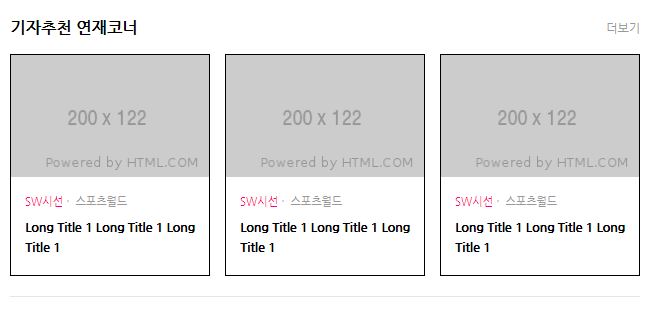 기자추천 연재코너
더보기
200 x 122
Powered by HTML.COM
200 x 122
Powered by HTML.COM
200 x 122
Powered by HTML.COM
SW시선 · 스포츠월드
Long Title 1 Long Title 1 Long
Title 1
SW시선 · 스포츠월드
Long Title 1 Long Title 1 Long
Title 1
SW시선 · 스포츠월드
Long Title 1 Long Title 1 Long
Title 1